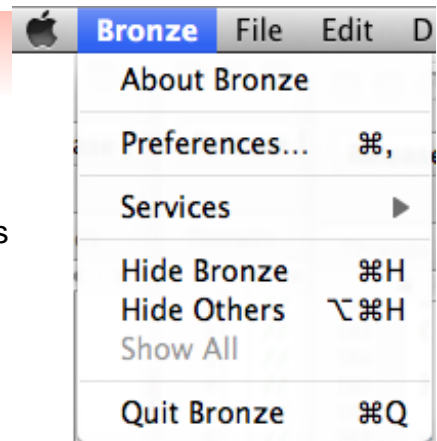 Bronze File Edit D
About Bronze
Preferences... ⌘,
Services ▶
s
Hide Bronze ⌘H
Hide Others ⌥⌘H
Show All
Quit Bronze ⌘Q